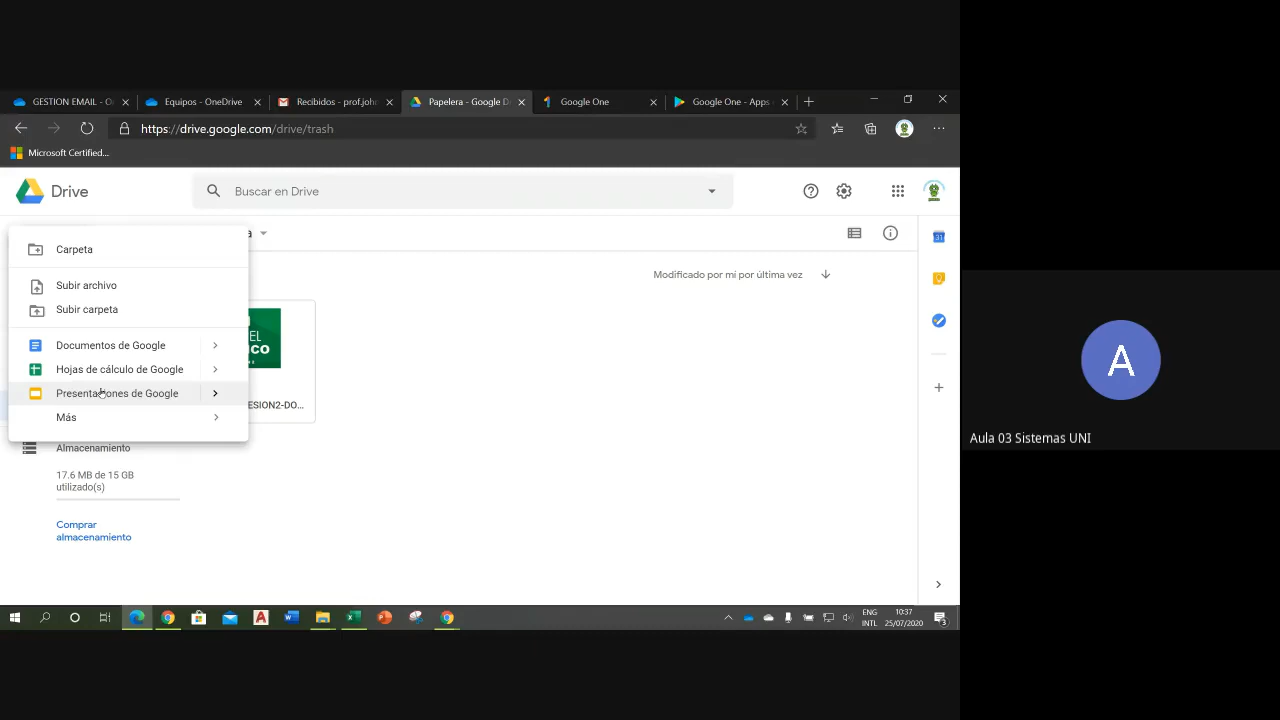 GESTION EMAIL - O
Equipos - OneDrive
Recibidos - prof.john
Papelera - Google D
Google One
Google One - Apps
https://drive.google.com/drive/trash
Microsoft Certified...
Drive
Buscar en Drive
a
Carpeta
Subir archivo
Subir carpeta
Documentos de Google
Hojas de cálculo de Google
Presentaciones de Google
Más
Modificado por mí por última vez
31
EL
CO
ESION2-DO...
Almacenamiento
17.6 MB de 15 GB
utilizado(s)
Comprar
almacenamiento
A
Aula 03 Sistemas UNI
ENG
INTL
10:37
25/07/2020
3